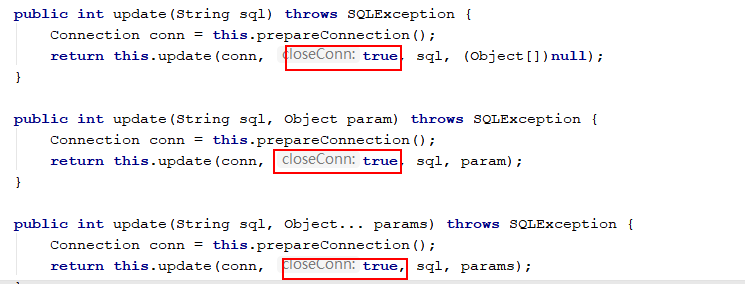 public int update(String sql) throws SQLException {
Connection conn = this.prepareConnection();
return this.update(conn, closeConn: true, sql, (Object[])null);
}
public int update(String sql, Object param) throws SQLException {
Connection conn = this.prepareConnection();
return this.update(conn, closeConn: true, sql, param);
}
public int update(String sql, Object... params) throws SQLException {
Connection conn = this.prepareConnection();
return this.update(conn, closeConn: true, sql, params);